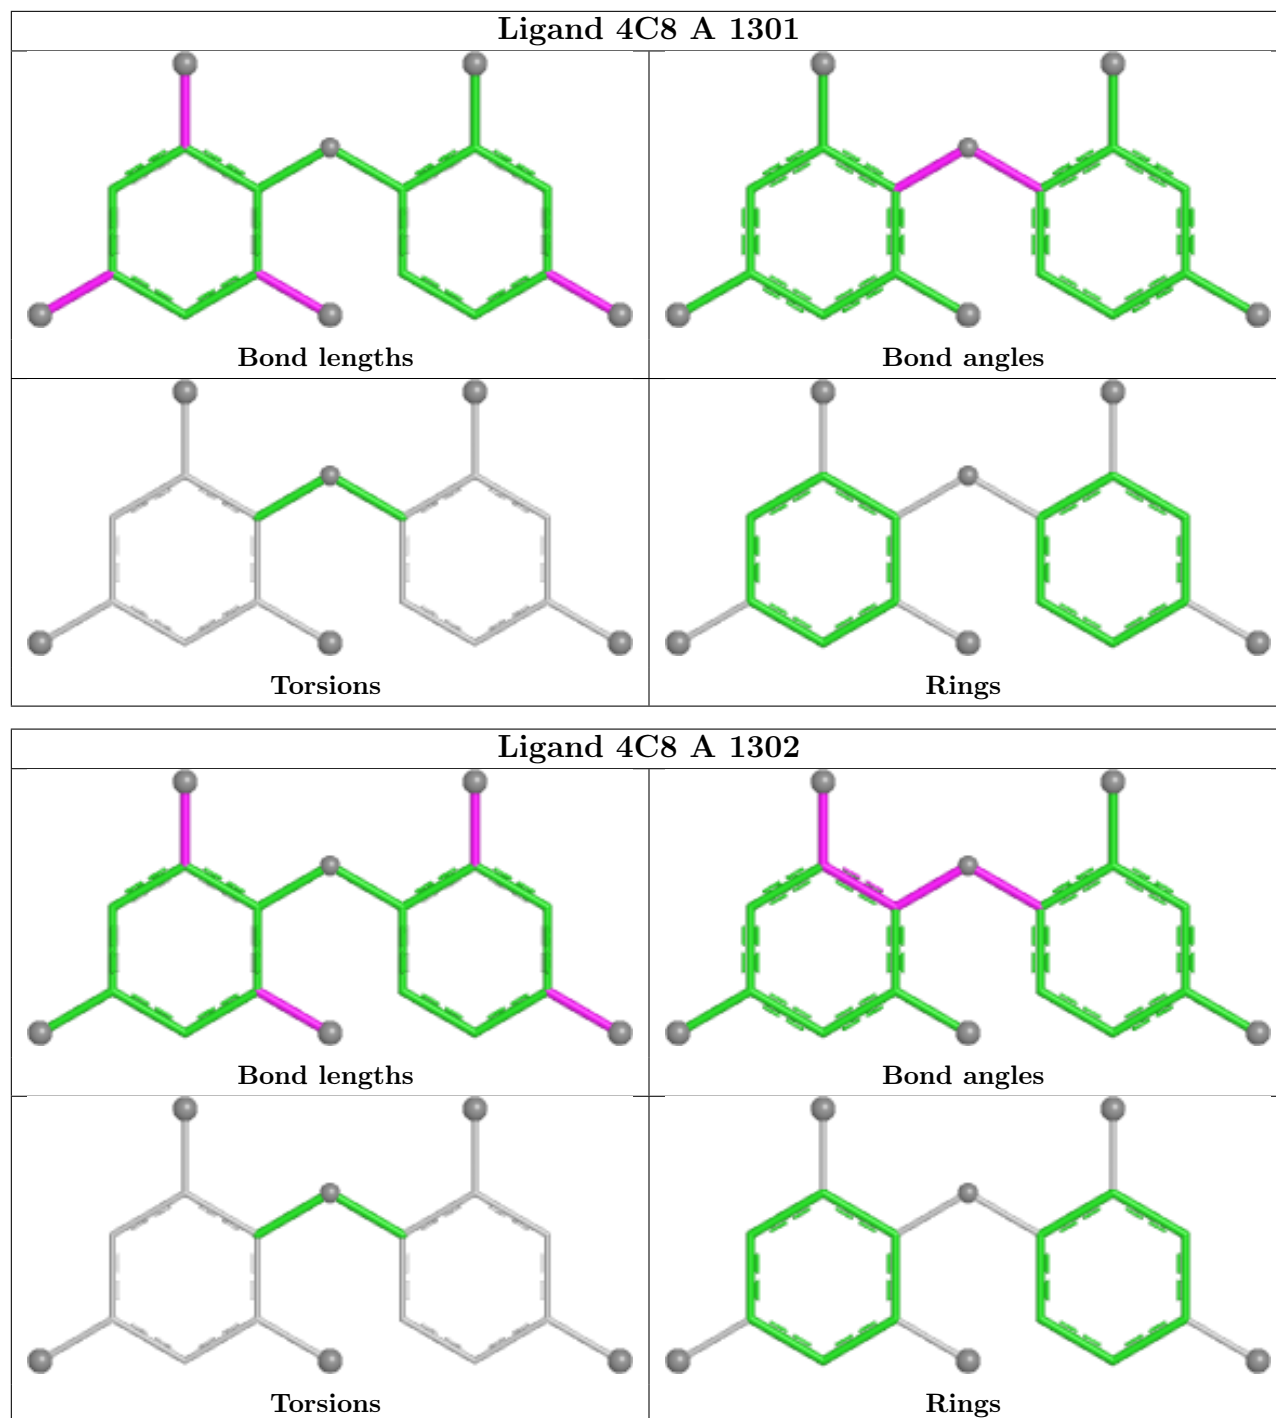 Ligand 4C8 A 1301
Bond lengths
Bond angles
Torsions
Rings
Ligand 4C8 A 1302
Bond lengths
Bond angles
Torsions
Rings